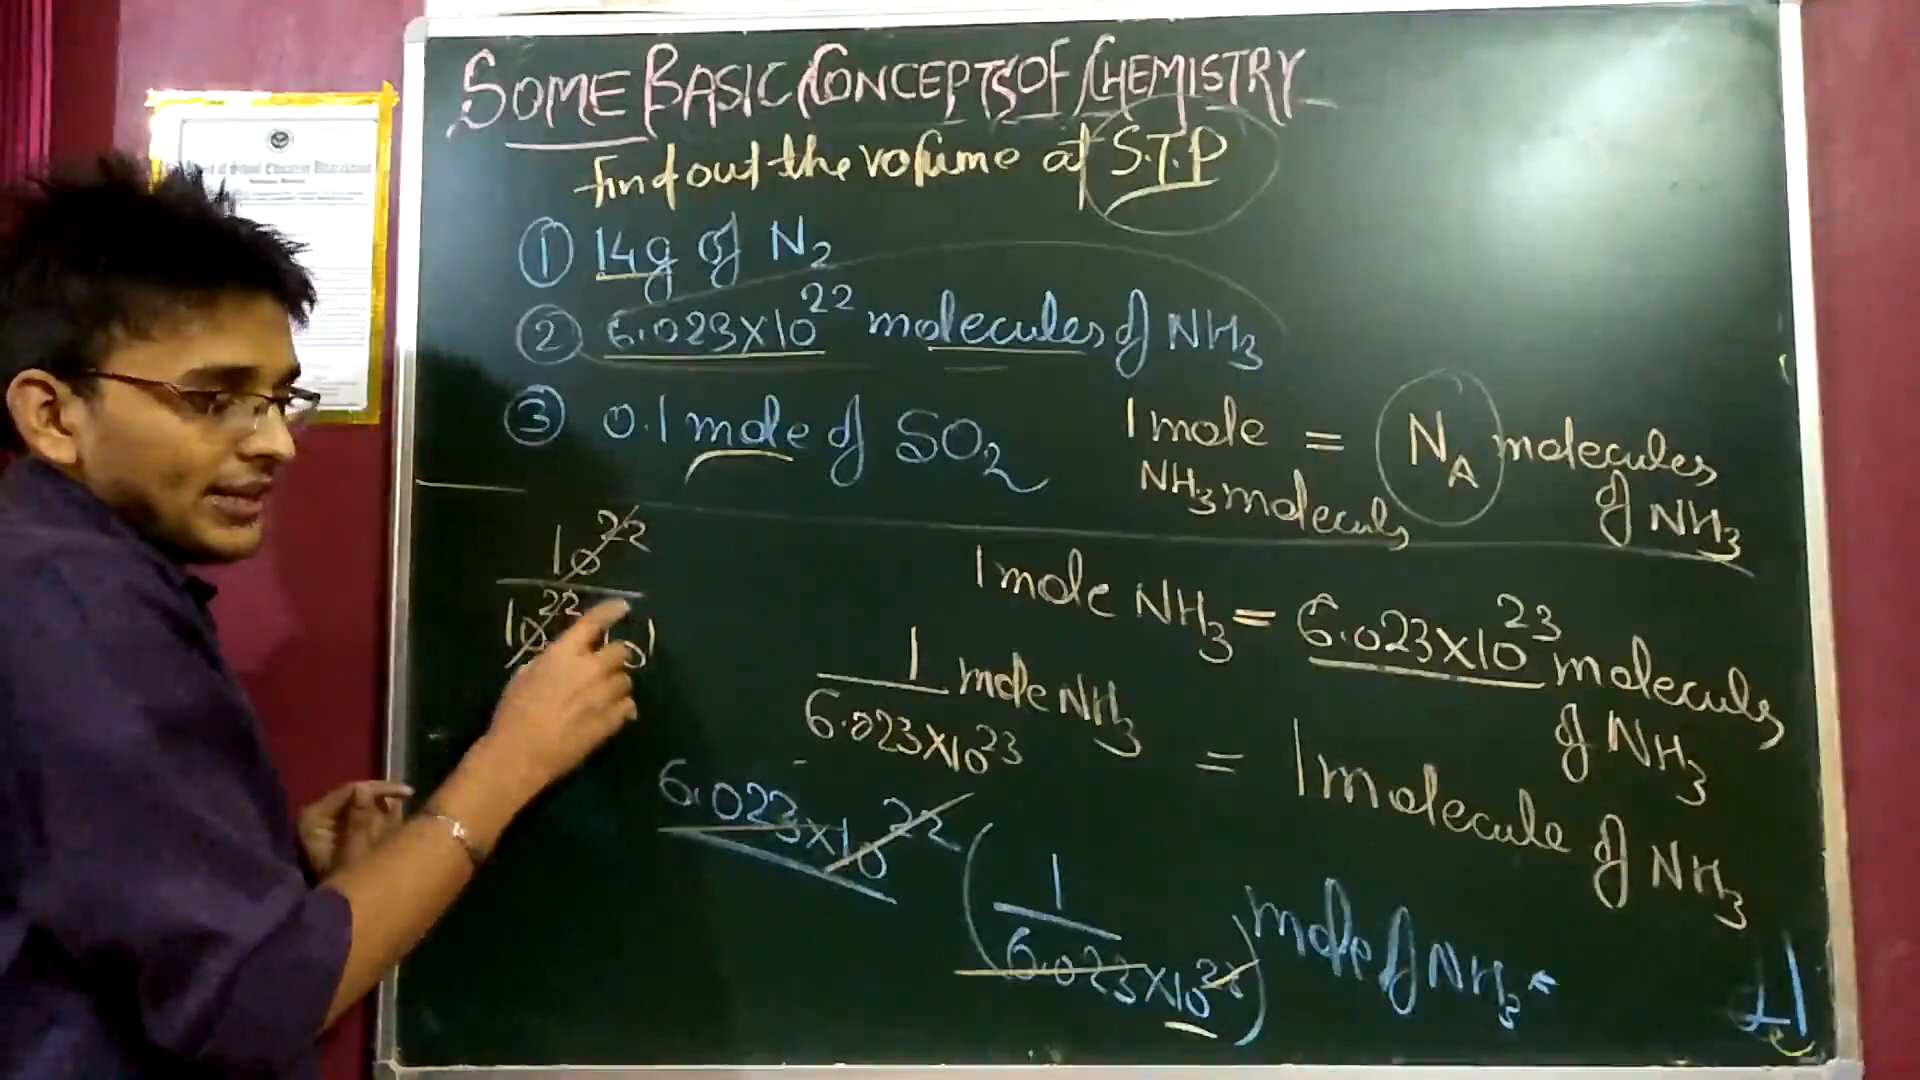 SOME BASIC CONCEPTS OF CHEMISTRY
find out the volume at S.T.P
① 14g of N₂
② 6.023×10²² molecules of NH₃
③ 0.1 mole of SO₂
1 mole = N_A molecules
NH₃ moleculs
of NH₃
10²²
10²² 10¹
1 mole NH₃ = 6.023×10²³ moleculs
of NH₃
1 mole NH₃
6.023×10²³
= 1 molecule of NH₃
6.023×10²²
(1
6.023×10²³) mole of NH₃